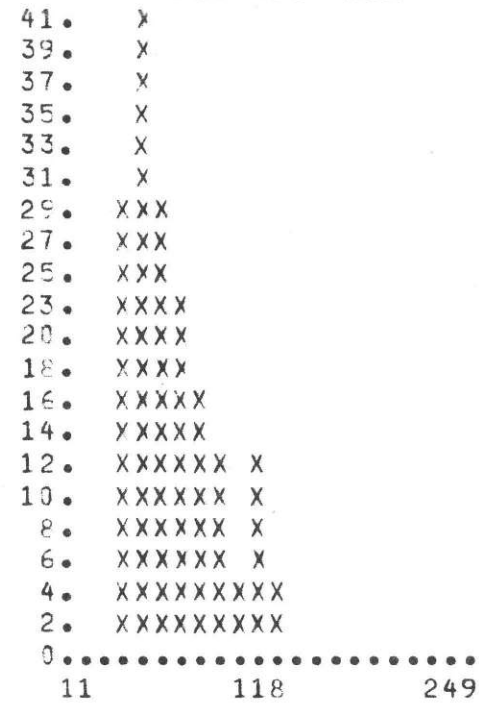 41.    X
39.    X
37.    X
35.    X
33.    X
31.    X
29.   XXX
27.   XXX
25.   XXX
23.   XXXX
20.   XXXX
18.   XXXX
16.   XXXXX
14.   XXXXX
12.   XXXXXX X
10.   XXXXXX X
8.   XXXXXX X
6.   XXXXXX X
4.   XXXXXXXXX
2.   XXXXXXXXX
0......................
11 118 249